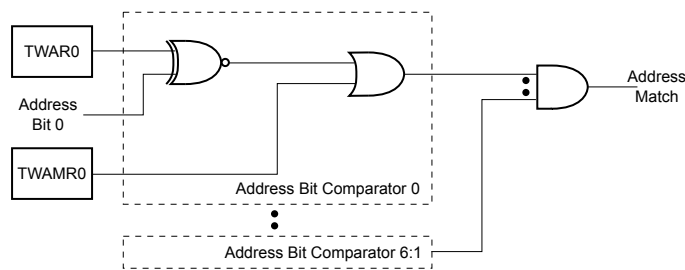 TWAR0
Address
Bit 0
TWAMR0
Address Bit Comparator 0
Address Bit Comparator 6:1
Address
Match